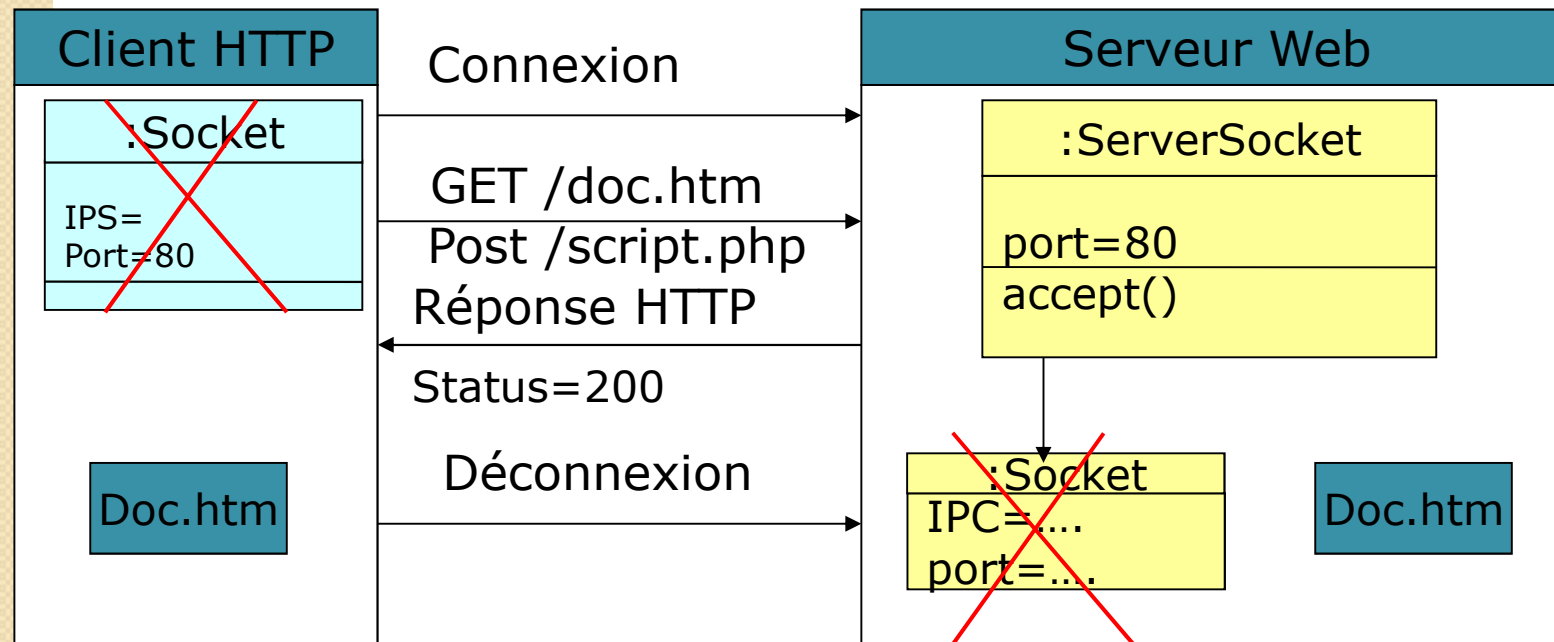 Client HTTP
:Socket
IPS=
Port=80
Doc.htm
Connexion
GET /doc.htm
Post /script.php
Réponse HTTP
Status=200
Déconnexion
Serveur Web
:ServerSocket
port=80
accept()
:Socket
IPC=….
port=….
Doc.htm